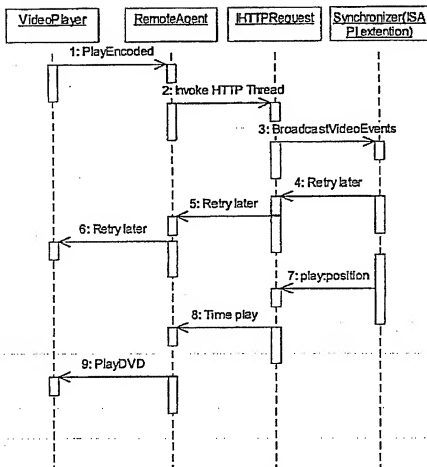 VideoPlayer
RemoteAgent
IHTTPRequest
Synchronizer(ISA
PI extention)
1: PlayEncoded
2: Invoke HTTP Thread
3: BroadcastVideoEvents
4: Retry later
5: Retry later
6: Retry later
7: play:position
8: Time play
9: PlayDVD